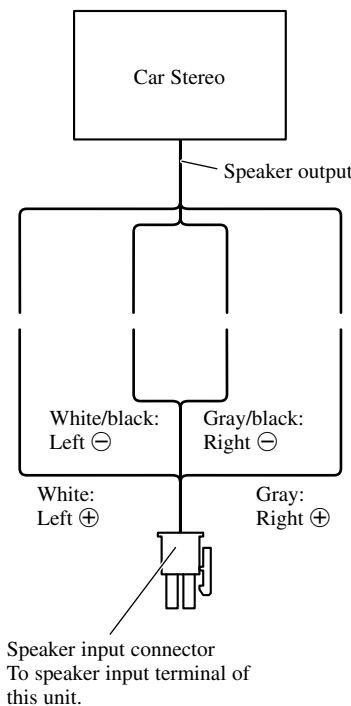 Car Stereo
Speaker output
White/black:
Left ⊖
Gray/black:
Right ⊖
White:
Left ⊕
Gray:
Right ⊕
Speaker input connector
To speaker input terminal of
this unit.